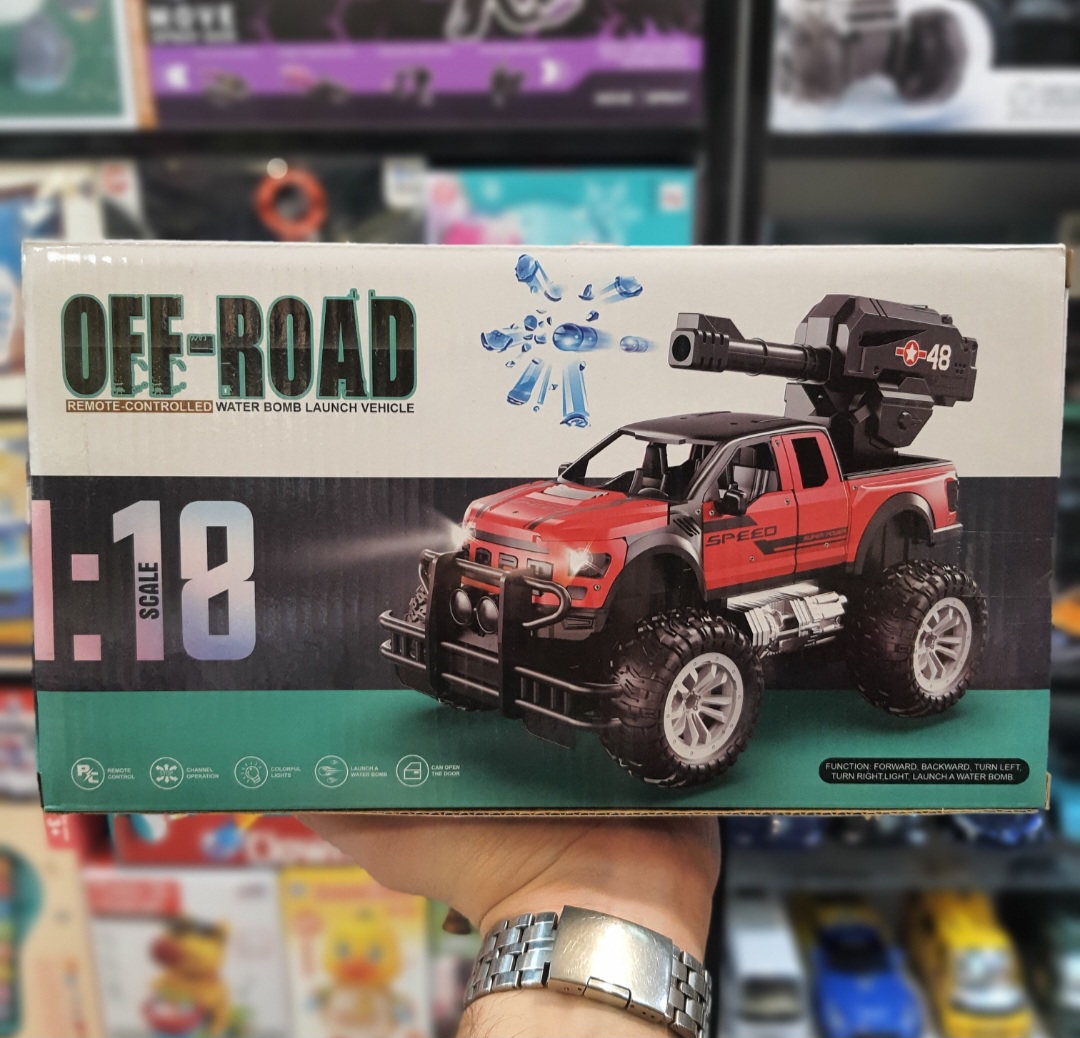 MOVE
OFF-ROAD
REMOTE-CONTROLLED WATER BOMB LAUNCH VEHICLE
48
1:18
SCALE
SPEED
REMOTE
CONTROL
CHANNEL
OPERATION
COLORFUL
LIGHTS
LAUNCH A
WATER BOMB
CAN OPEN
THE DOOR
FUNCTION: FORWARD, BACKWARD, TURN LEFT,
TURN RIGHT,LIGHT, LAUNCH A WATER BOMB.